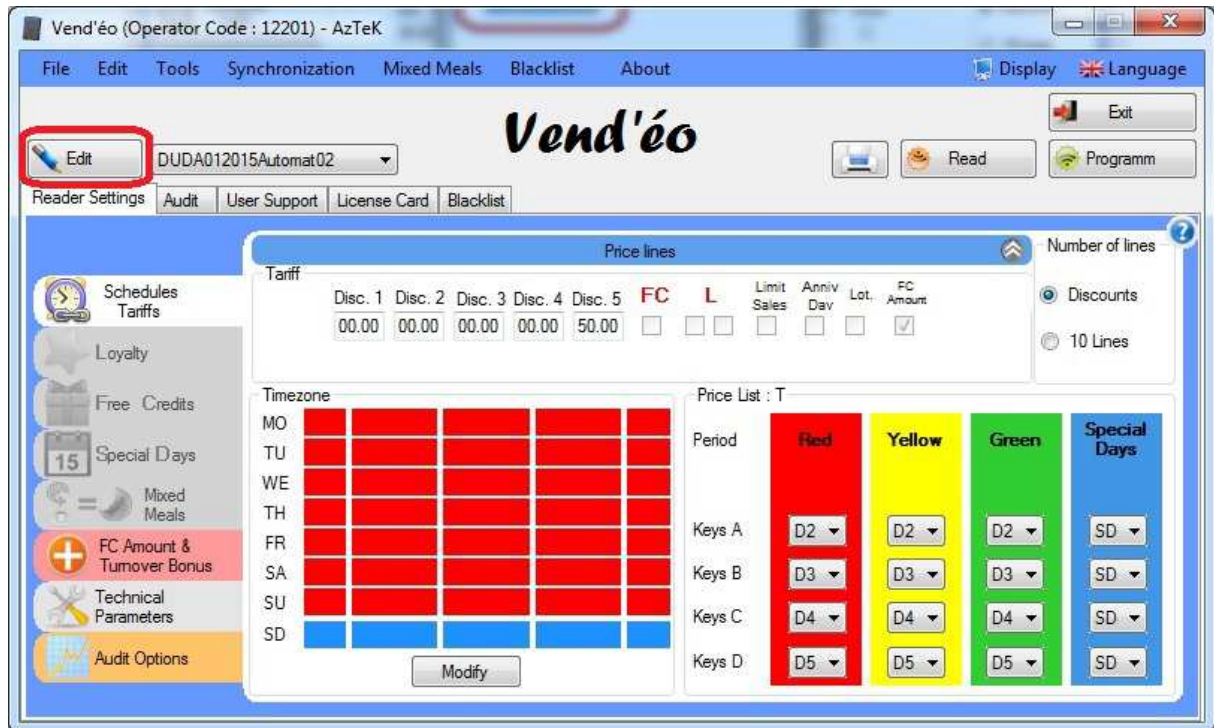 Vend'éo (Operator Code : 12201) - AzTeK
File Edit Tools Synchronization Mixed Meals Blacklist About Display Language
Vend'éo
Exit
Edit DUDA012015Automat02 Read Programm
Reader Settings Audit User Support License Card Blacklist
Price lines
Number of lines
Discounts
10 Lines
Schedules
Tariffs
Loyalty
Free Credits
15 Special Days
Mixed
Meals
FC Amount &
Turnover Bonus
Technical
Parameters
Audit Options
Tariff
Disc. 1 Disc. 2 Disc. 3 Disc. 4 Disc. 5 FC L Limit Sales Anniv Day Lot. FC Amount
00.00 00.00 00.00 00.00 50.00
Timezone
MO
TU
WE
TH
FR
SA
SU
SD
Modify
Price List : T
Period Red Yellow Green Special Days
Keys A D2 D2 D2 SD
Keys B D3 D3 D3 SD
Keys C D4 D4 D4 SD
Keys D D5 D5 D5 SD